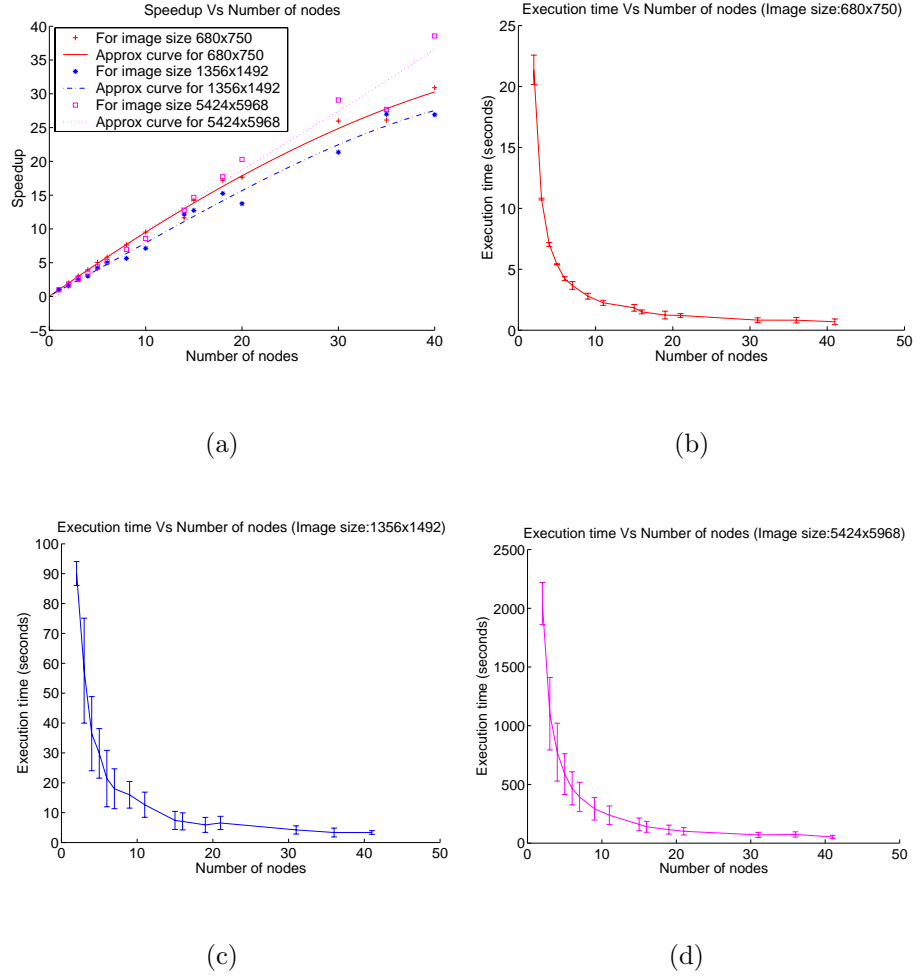 Speedup Vs Number of nodes
40
35
30
25
20
15
10
5
0
−5
For image size 680x750
Approx curve for 680x750
For image size 1356x1492
Approx curve for 1356x1492
For image size 5424x5968
Approx curve for 5424x5968
Speedup
0 10 20 30 40
Number of nodes
(a)
Execution time Vs Number of nodes (Image size:680x750)
25
20
15
10
5
0
Execution time (seconds)
0 10 20 30 40 50
Number of nodes
(b)
Execution time Vs Number of nodes (Image size:1356x1492)
100
90
80
70
60
50
40
30
20
10
0
Execution time (seconds)
0 10 20 30 40 50
Number of nodes
(c)
Execution time Vs Number of nodes (Image size:5424x5968)
2500
2000
1500
1000
500
0
Execution time (seconds)
0 10 20 30 40 50
Number of nodes
(d)